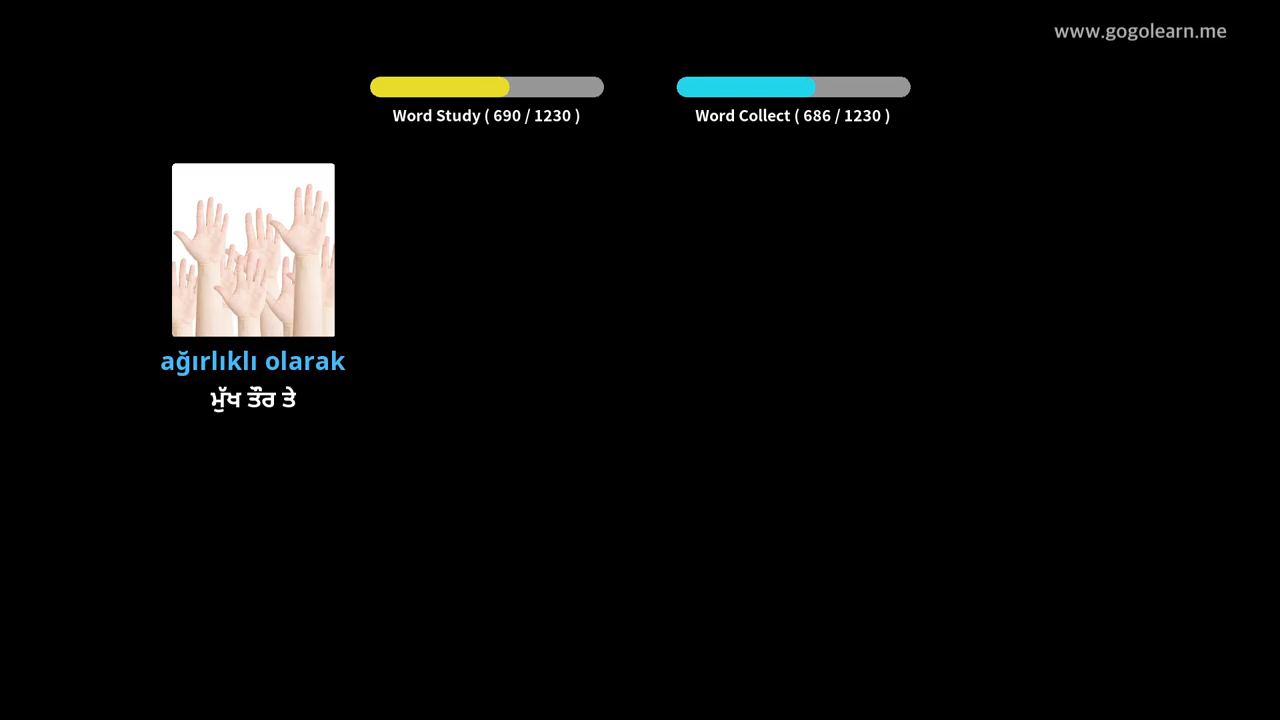 www.gogolearn.me
Word Study ( 690 / 1230 )
Word Collect ( 686 / 1230 )
ağırlıklı olarak
ਮੁੱਖ ਤੌਰ ਤੇ